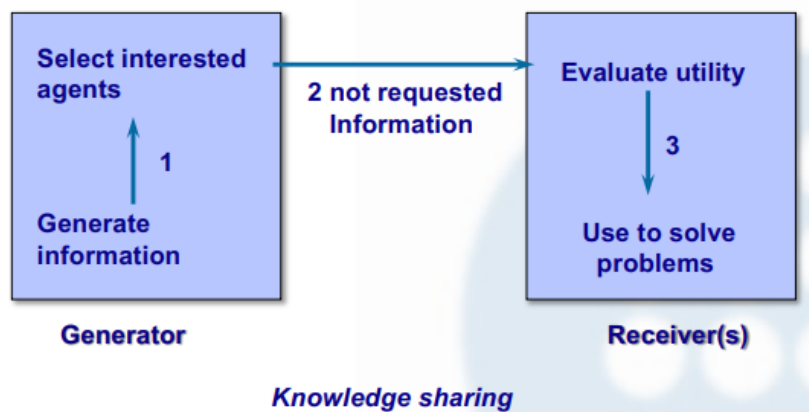 Select interested
agents
1
Generate
information
Generator
2 not requested
Information
Evaluate utility
3
Use to solve
problems
Receiver(s)
Knowledge sharing